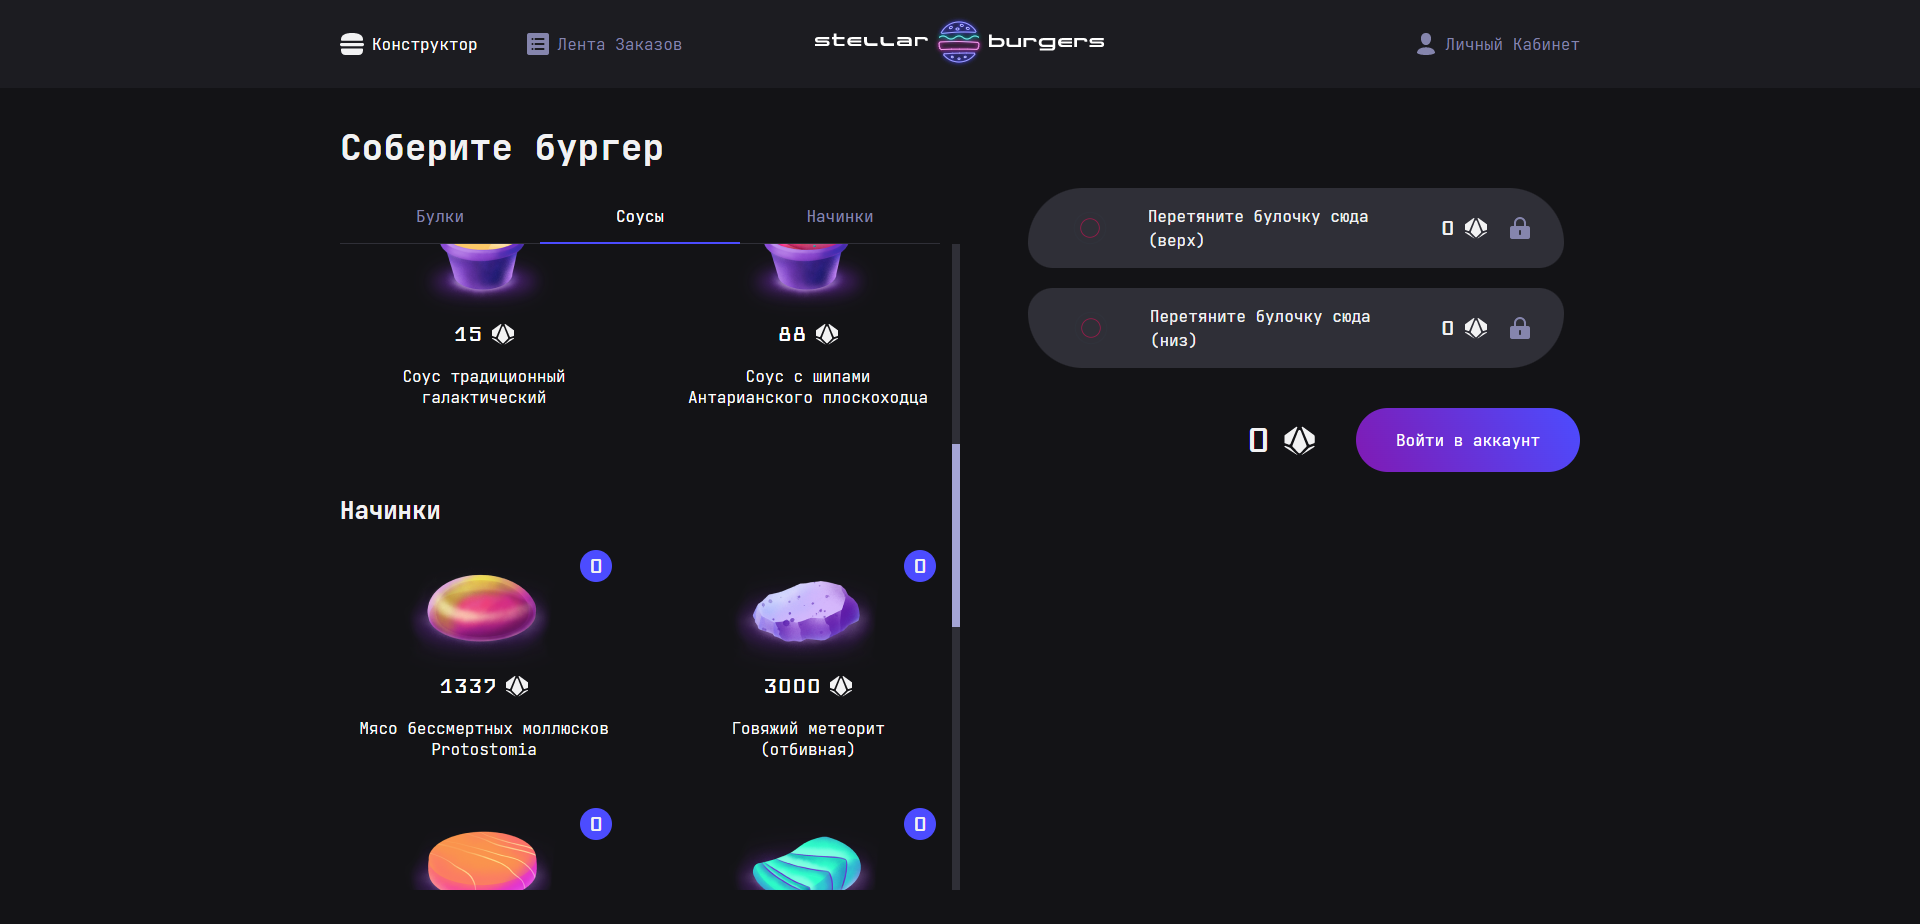 Конструктор
Лента Заказов
stellar burgers
Личный Кабинет
Соберите бургер
Булки
Соусы
Начинки
15
88
Соус традиционный
галактический
Соус с шипами
Антарианского плоскоходца
Начинки
0
0
1337
3000
Мясо бессмертных моллюсков
Protostomia
Говяжий метеорит
(отбивная)
0
0
Перетяните булочку сюда
(верх)
0
Перетяните булочку сюда
(низ)
0
0
Войти в аккаунт